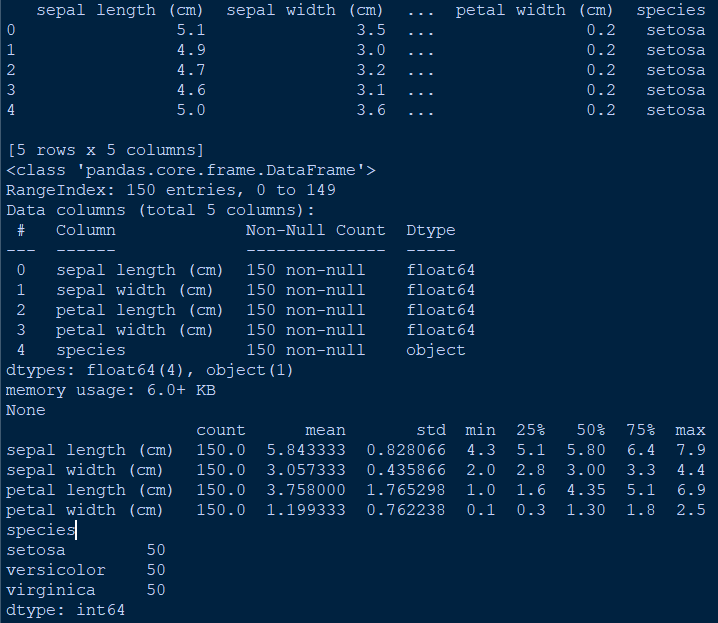 sepal length (cm)  sepal width (cm)  ...  petal width (cm)  species
0                5.1               3.5  ...               0.2   setosa
1                4.9               3.0  ...               0.2   setosa
2                4.7               3.2  ...               0.2   setosa
3                4.6               3.1  ...               0.2   setosa
4                5.0               3.6  ...               0.2   setosa

[5 rows x 5 columns]
<class 'pandas.core.frame.DataFrame'>
RangeIndex: 150 entries, 0 to 149
Data columns (total 5 columns):
 #   Column             Non-Null Count  Dtype
---  ------             --------------  -----
 0   sepal length (cm)  150 non-null    float64
 1   sepal width (cm)   150 non-null    float64
 2   petal length (cm)  150 non-null    float64
 3   petal width (cm)   150 non-null    float64
 4   species            150 non-null    object
dtypes: float64(4), object(1)
memory usage: 6.0+ KB
None
                   count      mean       std  min  25%   50%  75%  max
sepal length (cm)  150.0  5.843333  0.828066  4.3  5.1  5.80  6.4  7.9
sepal width (cm)   150.0  3.057333  0.435866  2.0  2.8  3.00  3.3  4.4
petal length (cm)  150.0  3.758000  1.765298  1.0  1.6  4.35  5.1  6.9
petal width (cm)   150.0  1.199333  0.762238  0.1  0.3  1.30  1.8  2.5
species
setosa        50
versicolor    50
virginica     50
dtype: int64